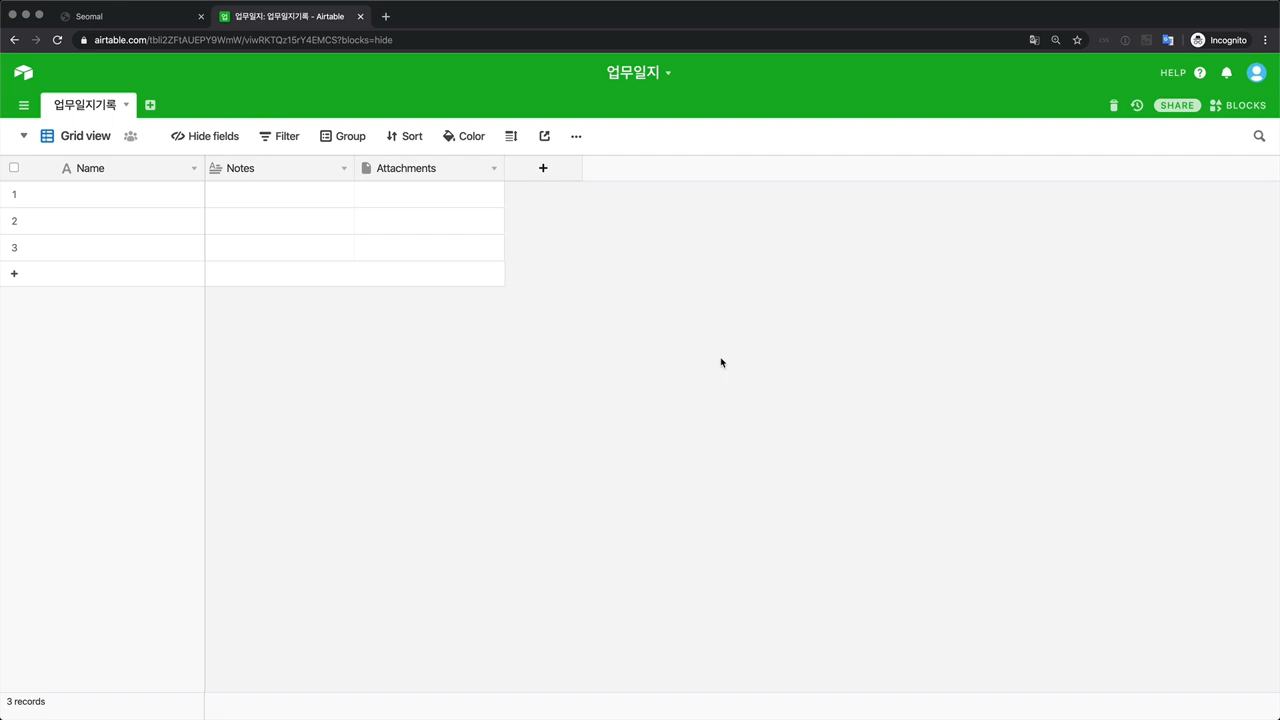 Seomal
업무일지: 업무일지기록 - Airtable
airtable.com/tbli2ZFtAUEPY9WmW/viwRKTQz15rY4EMCS?blocks=hide
Incognito
업무일지
HELP
업무일지기록
SHARE
BLOCKS
Grid view
Hide fields
Filter
Group
Sort
Color
Name
Notes
Attachments
1
2
3
3 records